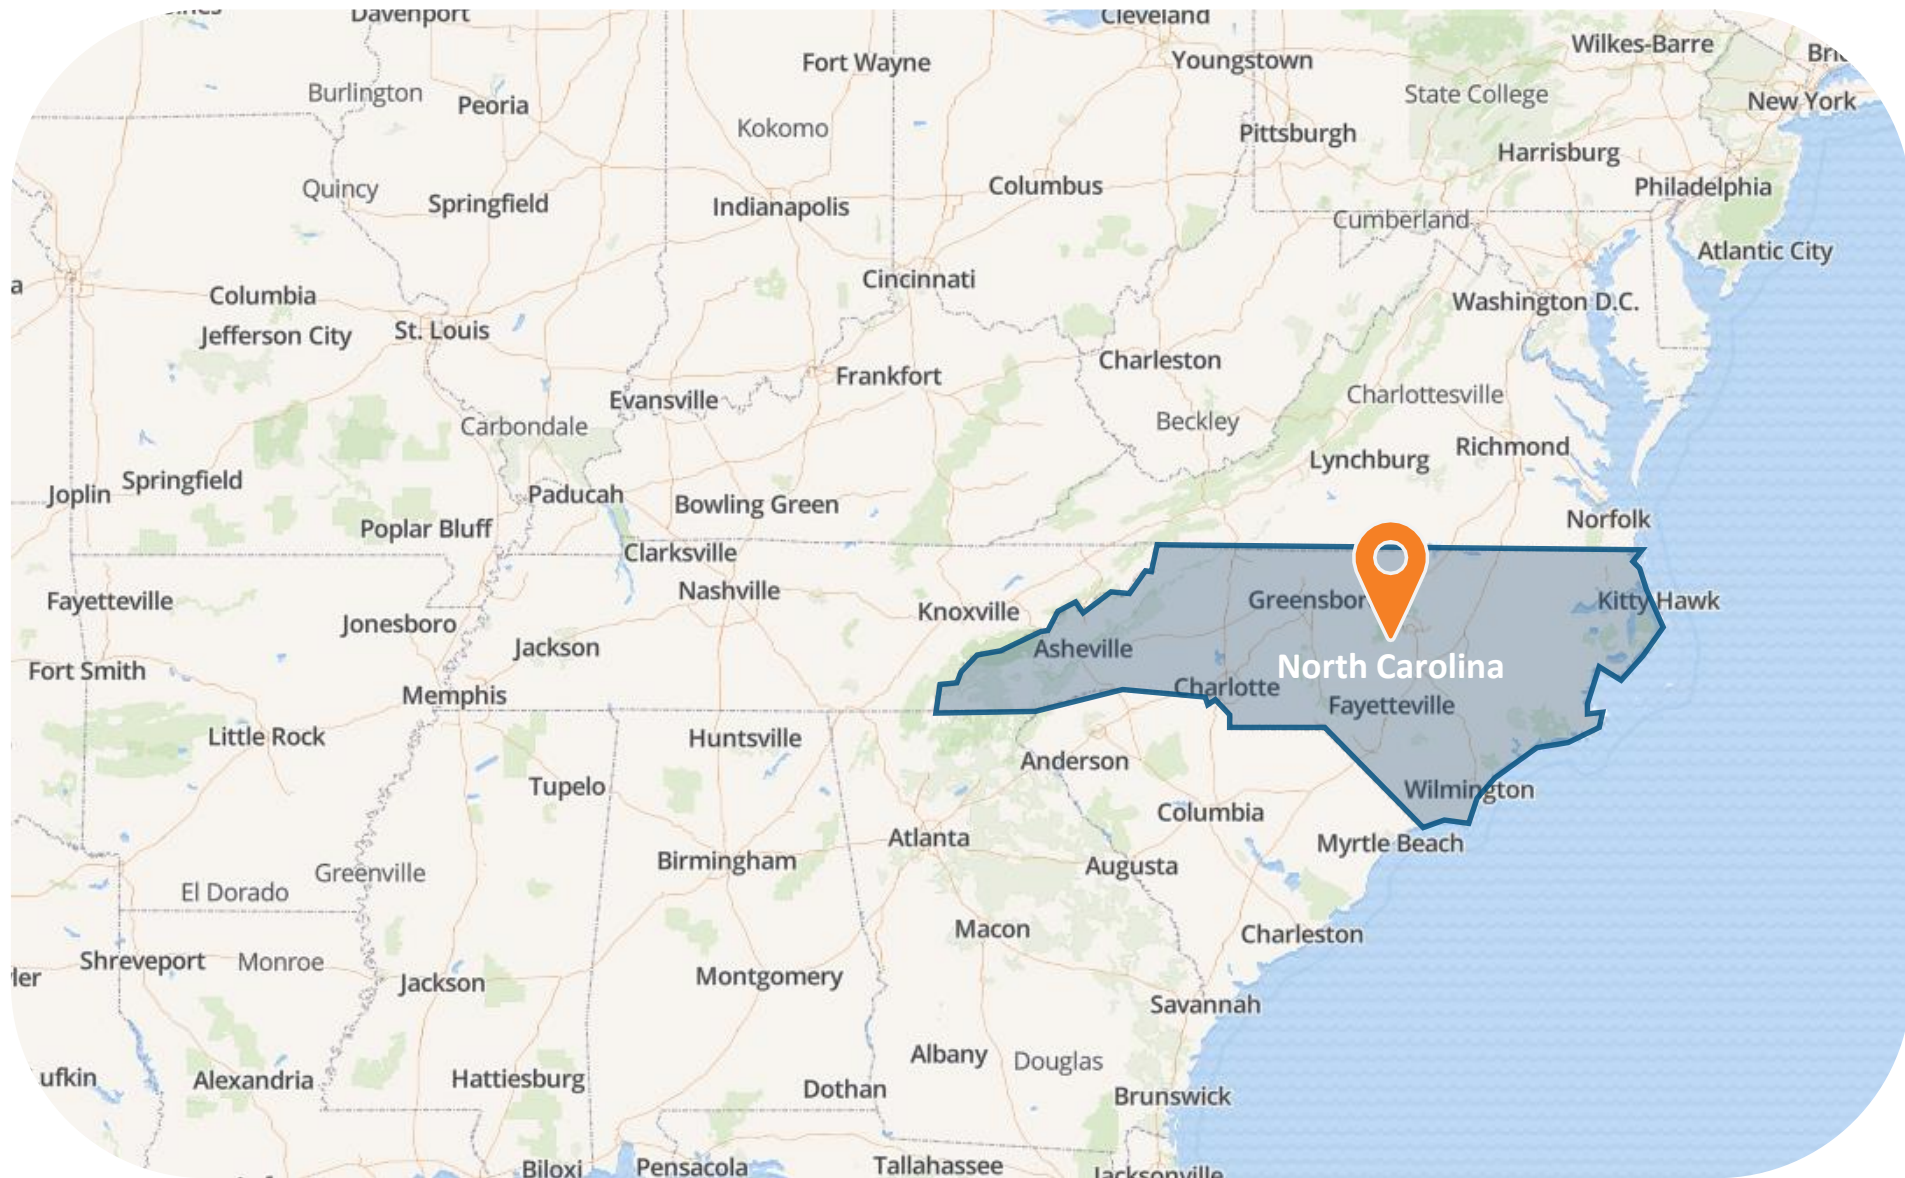 Davenport
Cleveland
Wilkes-Barre
Fort Wayne
Youngstown
Burlington
Peoria
State College
New York
Kokomo
Pittsburgh
Harrisburg
Quincy
Springfield
Indianapolis
Columbus
Philadelphia
Cumberland
Atlantic City
Cincinnati
Columbia
Washington D.C.
Jefferson City
St. Louis
Frankfort
Charleston
Evansville
Charlottesville
Carbondale
Beckley
Lynchburg
Richmond
Joplin
Springfield
Paducah
Bowling Green
Poplar Bluff
Norfolk
Clarksville
Nashville
Fayetteville
Jonesboro
Knoxville
Greensbor
Kitty Hawk
Jackson
Asheville
Fort Smith
North Carolina
Memphis
Charlotte
Fayetteville
Little Rock
Huntsville
Anderson
Tupelo
Wilmington
Columbia
Atlanta
Myrtle Beach
Birmingham
Augusta
Greenville
El Dorado
Macon
Charleston
Shreveport
Monroe
Jackson
Montgomery
Savannah
Albany
Douglas
ufkin
Alexandria
Hattiesburg
Dothan
Brunswick
Biloxi
Pensacola
Tallahassee
Jacksonville